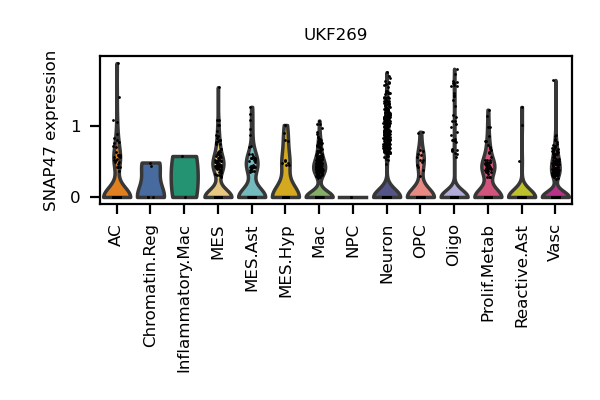 UKF269
SNAP47 expression
1
0
AC
Chromatin.Reg
Inflammatory.Mac
MES
MES.Ast
MES.Hyp
Mac
NPC
Neuron
OPC
Oligo
Prolif.Metab
Reactive.Ast
Vasc